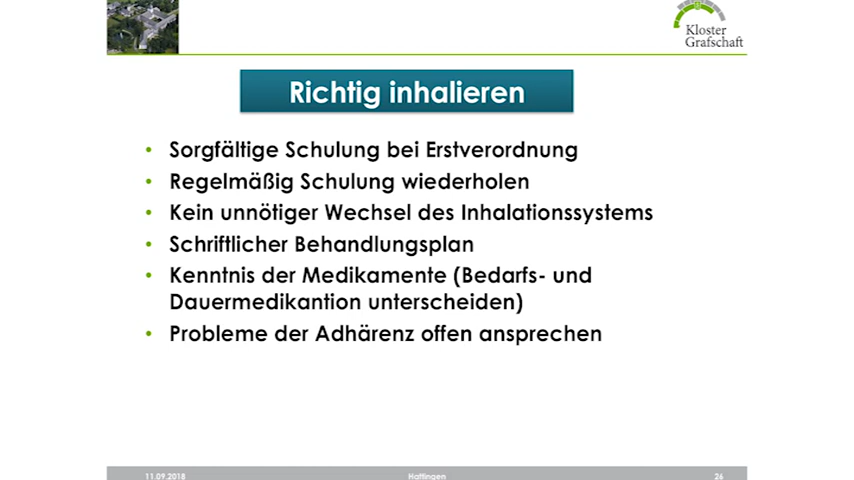 Kloster
Grafschaft
Richtig inhalieren
• Sorgfältige Schulung bei Erstverordnung
• Regelmäßig Schulung wiederholen
• Kein unnötiger Wechsel des Inhalationssystems
• Schriftlicher Behandlungsplan
• Kenntnis der Medikamente (Bedarfs- und
Dauermedikantion unterscheiden)
• Probleme der Adhärenz offen ansprechen
11.09.2018 Hattingen 26